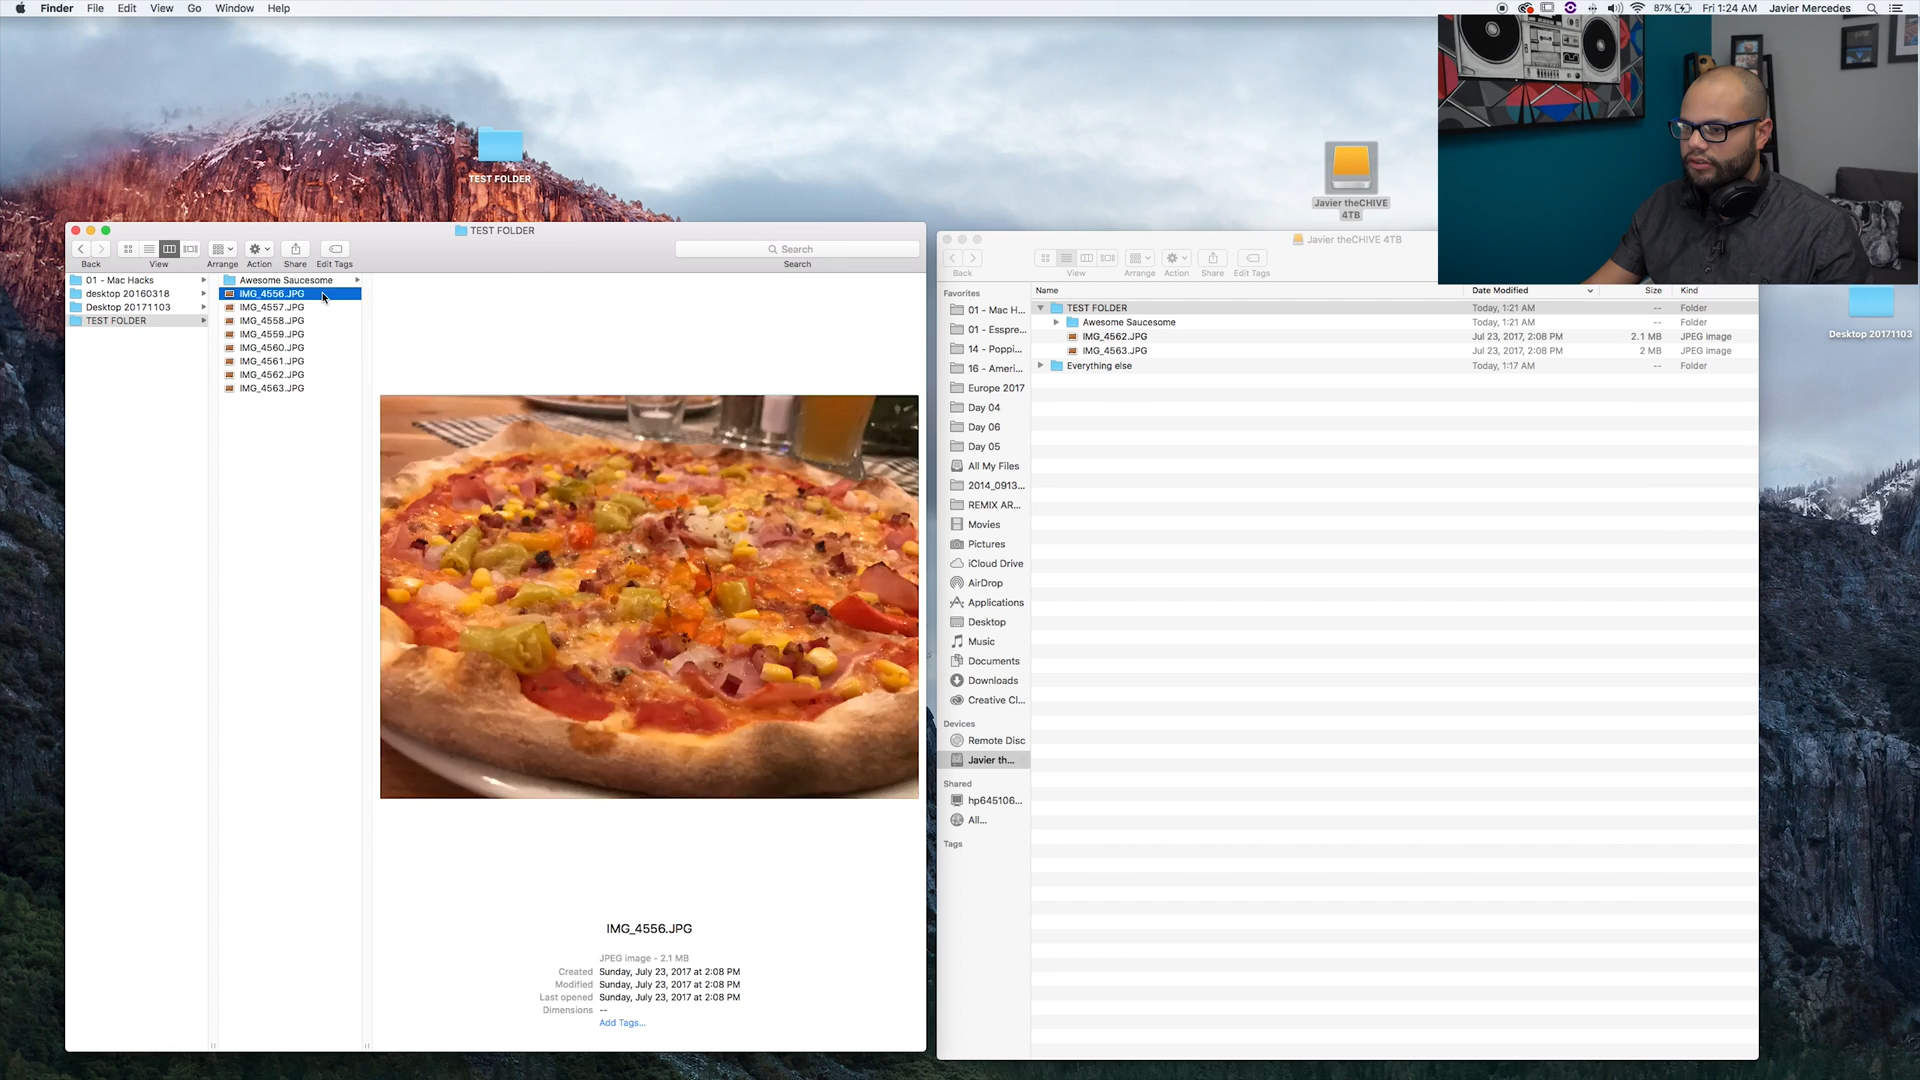 Finder File Edit View Go Window Help
87% Fri 1:24 AM Javier Mercedes
TEST FOLDER
Javier theCHIVE
4TB
Desktop 20171103
TEST FOLDER
Search
Back View Arrange Action Share Edit Tags Search
01 - Mac Hacks
desktop 20160318
Desktop 20171103
TEST FOLDER
Awesome Saucesome
IMG_4556.JPG
IMG_4557.JPG
IMG_4558.JPG
IMG_4559.JPG
IMG_4560.JPG
IMG_4561.JPG
IMG_4562.JPG
IMG_4563.JPG
IMG_4556.JPG
JPEG image - 2.1 MB
Created Sunday, July 23, 2017 at 2:08 PM
Modified Sunday, July 23, 2017 at 2:08 PM
Last opened Sunday, July 23, 2017 at 2:08 PM
Dimensions --
Add Tags...
Javier theCHIVE 4TB
Back View Arrange Action Share Edit Tags
Favorites
01 - Mac H...
01 - Esspre...
14 - Poppi...
16 - Ameri...
Europe 2017
Day 04
Day 06
Day 05
All My Files
2014_0913...
REMIX AR...
Movies
Pictures
iCloud Drive
AirDrop
Applications
Desktop
Music
Documents
Downloads
Creative Cl...
Devices
Remote Disc
Javier th...
Shared
hp645106...
All...
Tags
Name Date Modified Size Kind
TEST FOLDER Today, 1:21 AM -- Folder
Awesome Saucesome Today, 1:21 AM -- Folder
IMG_4562.JPG Jul 23, 2017, 2:08 PM 2.1 MB JPEG image
IMG_4563.JPG Jul 23, 2017, 2:08 PM 2 MB JPEG image
Everything else Today, 1:17 AM -- Folder